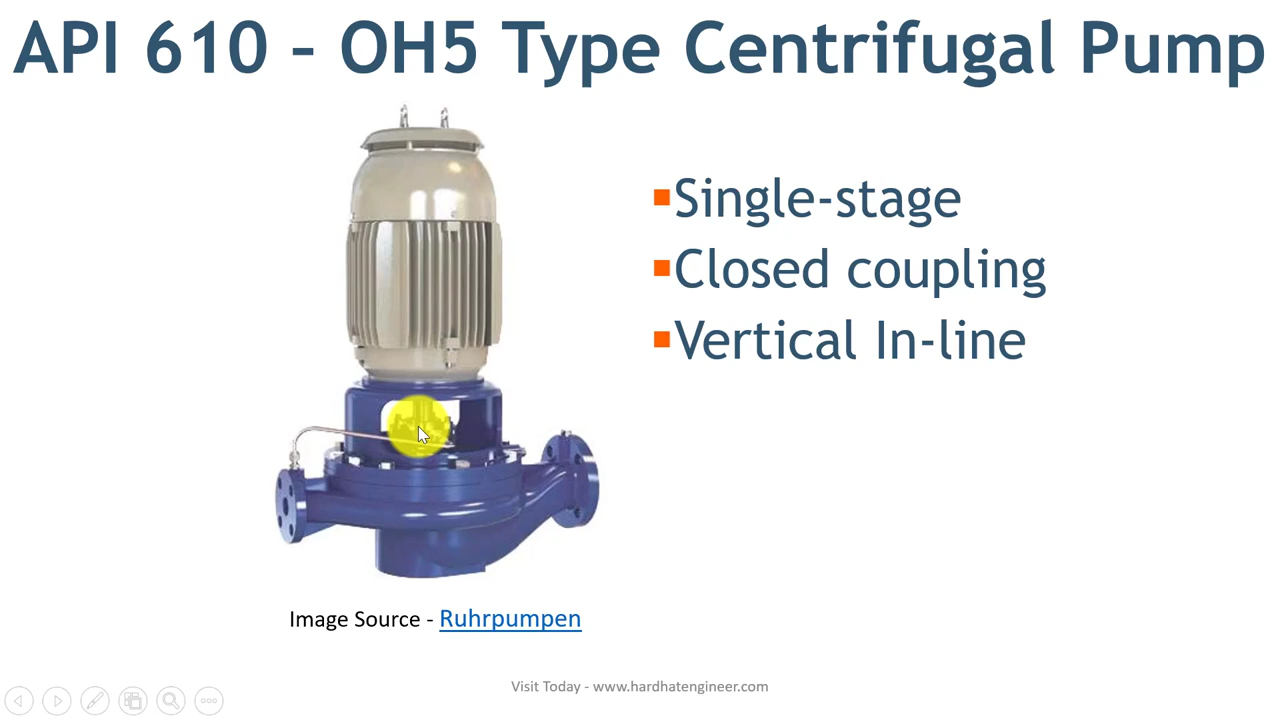 API 610 – OH5 Type Centrifugal Pump
▪Single-stage
▪Closed coupling
▪Vertical In-line
Image Source - Ruhrpumpen
Visit Today - www.hardhatengineer.com